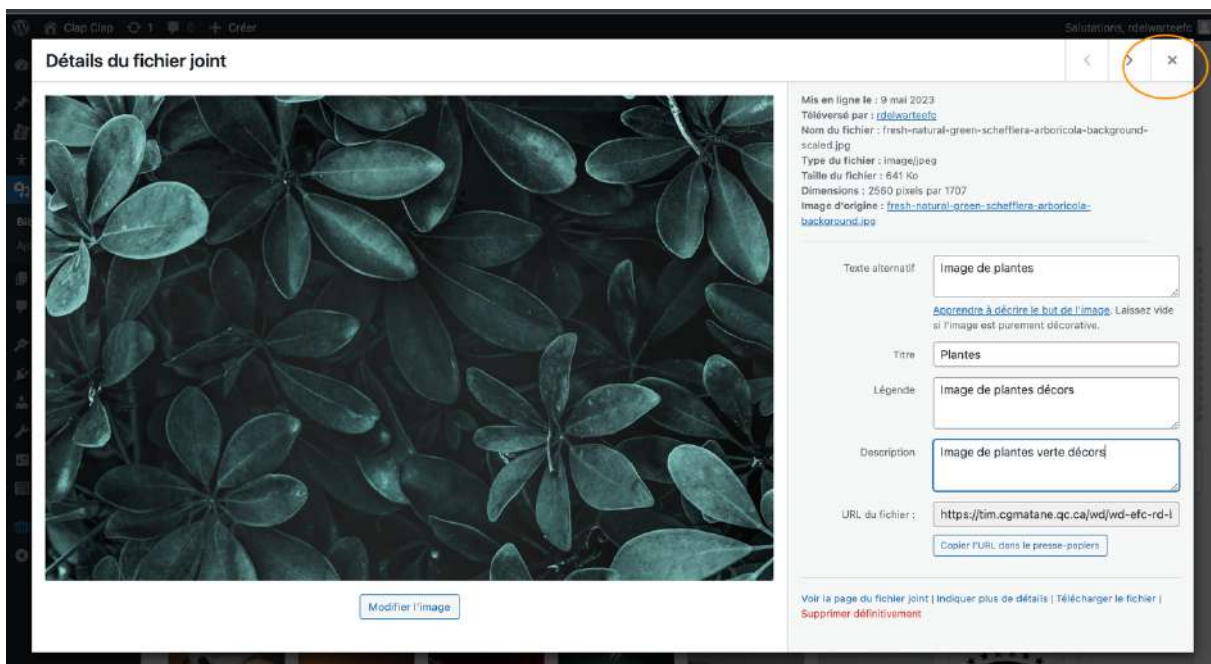 Clap Clap 1 0 + Créer Salutations, rdelwarteefc
Détails du fichier joint
Mis en ligne le : 9 mai 2023
Téléversé par : rdelwarteefc
Nom du fichier : fresh-natural-green-schefflera-arboricola-background-
scaled.jpg
Type du fichier : image/jpeg
Taille du fichier : 641 Ko
Dimensions : 2560 pixels par 1707
Image d'origine : fresh-natural-green-schefflera-arboricola-
background.jpg
Texte alternatif Image de plantes
Apprendre à décrire le but de l'image. Laissez vide
si l'image est purement décorative.
Titre Plantes
Légende Image de plantes décors
Description Image de plantes verte décors
URL du fichier : https://tim.cgmatane.qc.ca/wd/wd-efc-rd-
Copier l'URL dans le presse-papiers
Modifier l'image
Voir la page du fichier joint | Indiquer plus de détails | Télécharger le fichier |
Supprimer définitivement